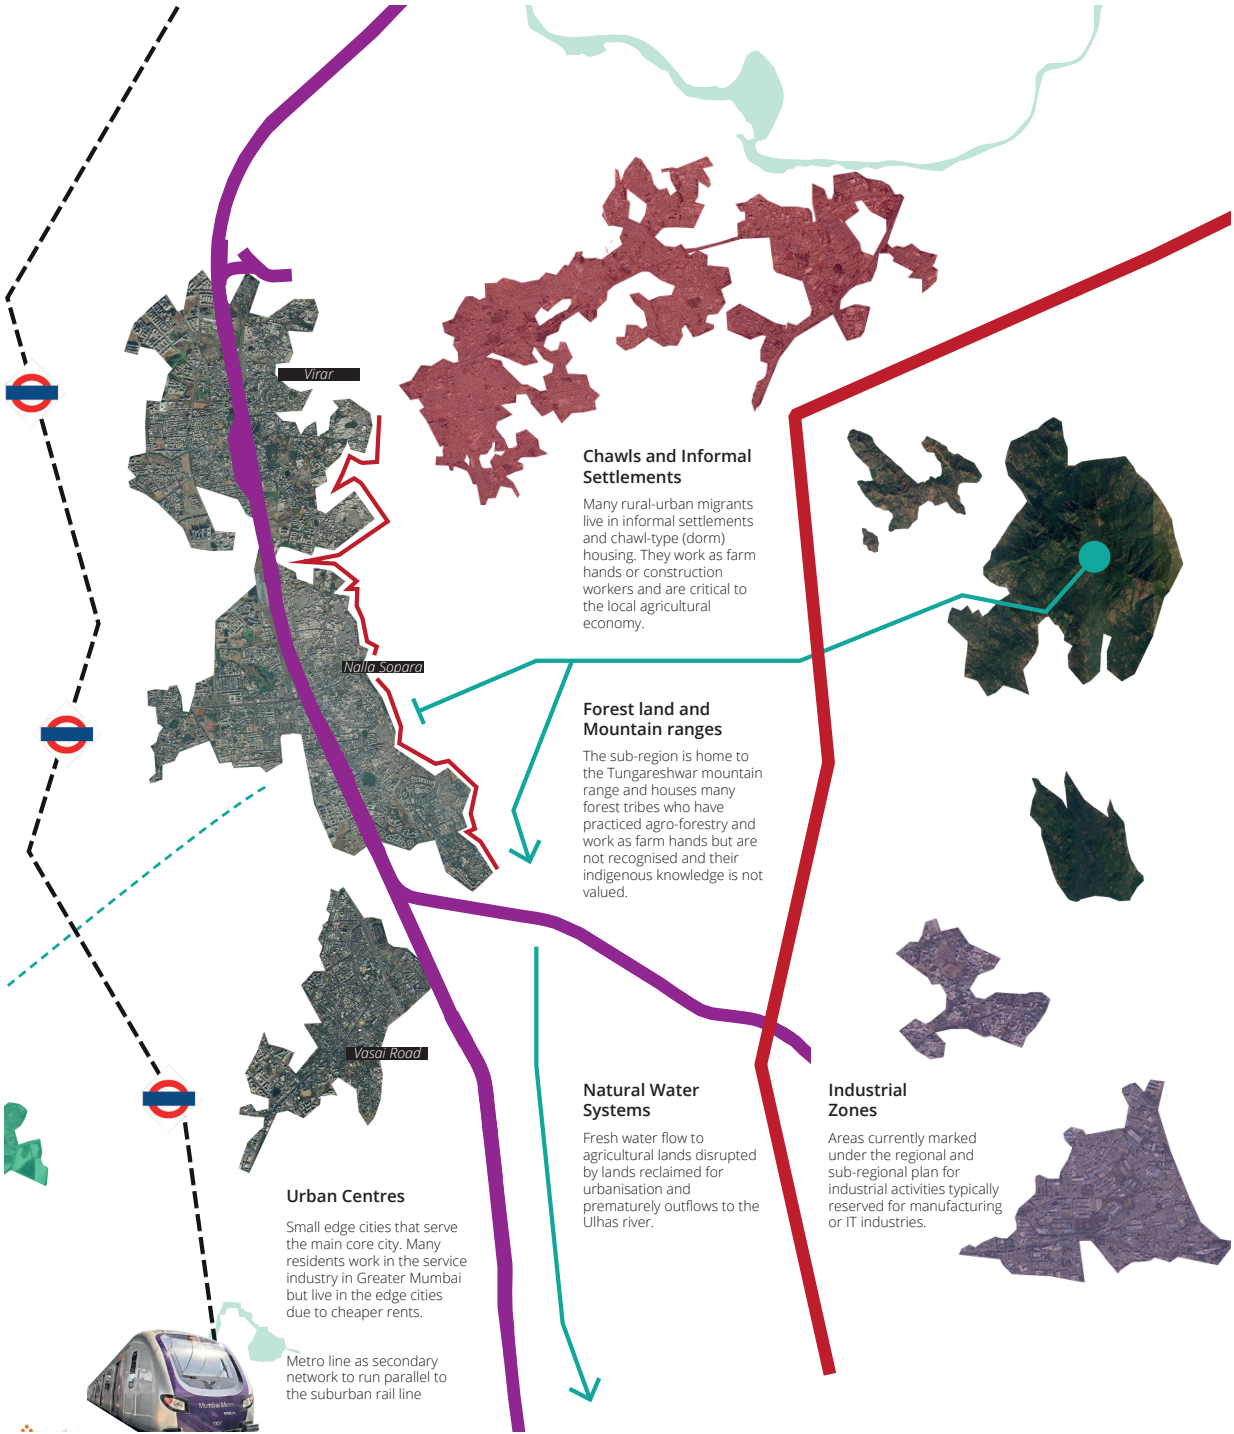 Virar
Chawls and Informal
Settlements
Many rural-urban migrants
live in informal settlements
and chawl-type (dorm)
housing. They work as farm
hands or construction
workers and are critical to
the local agricultural
economy.
Nalla Sopara
Forest land and
Mountain ranges
The sub-region is home to
the Tungareshwar mountain
range and houses many
forest tribes who have
practiced agro-forestry and
work as farm hands but are
not recognised and their
indigenous knowledge is not
valued.
Vasai Road
Natural Water
Systems
Fresh water flow to
agricultural lands disrupted
by lands reclaimed for
urbanisation and
prematurely outflows to the
Ulhas river.
Industrial
Zones
Areas currently marked
under the regional and
sub-regional plan for
industrial activities typically
reserved for manufacturing
or IT industries.
Urban Centres
Small edge cities that serve
the main core city. Many
residents work in the service
industry in Greater Mumbai
but live in the edge cities
due to cheaper rents.
Metro line as secondary
network to run parallel to
the suburban rail line
Mumbai Metro